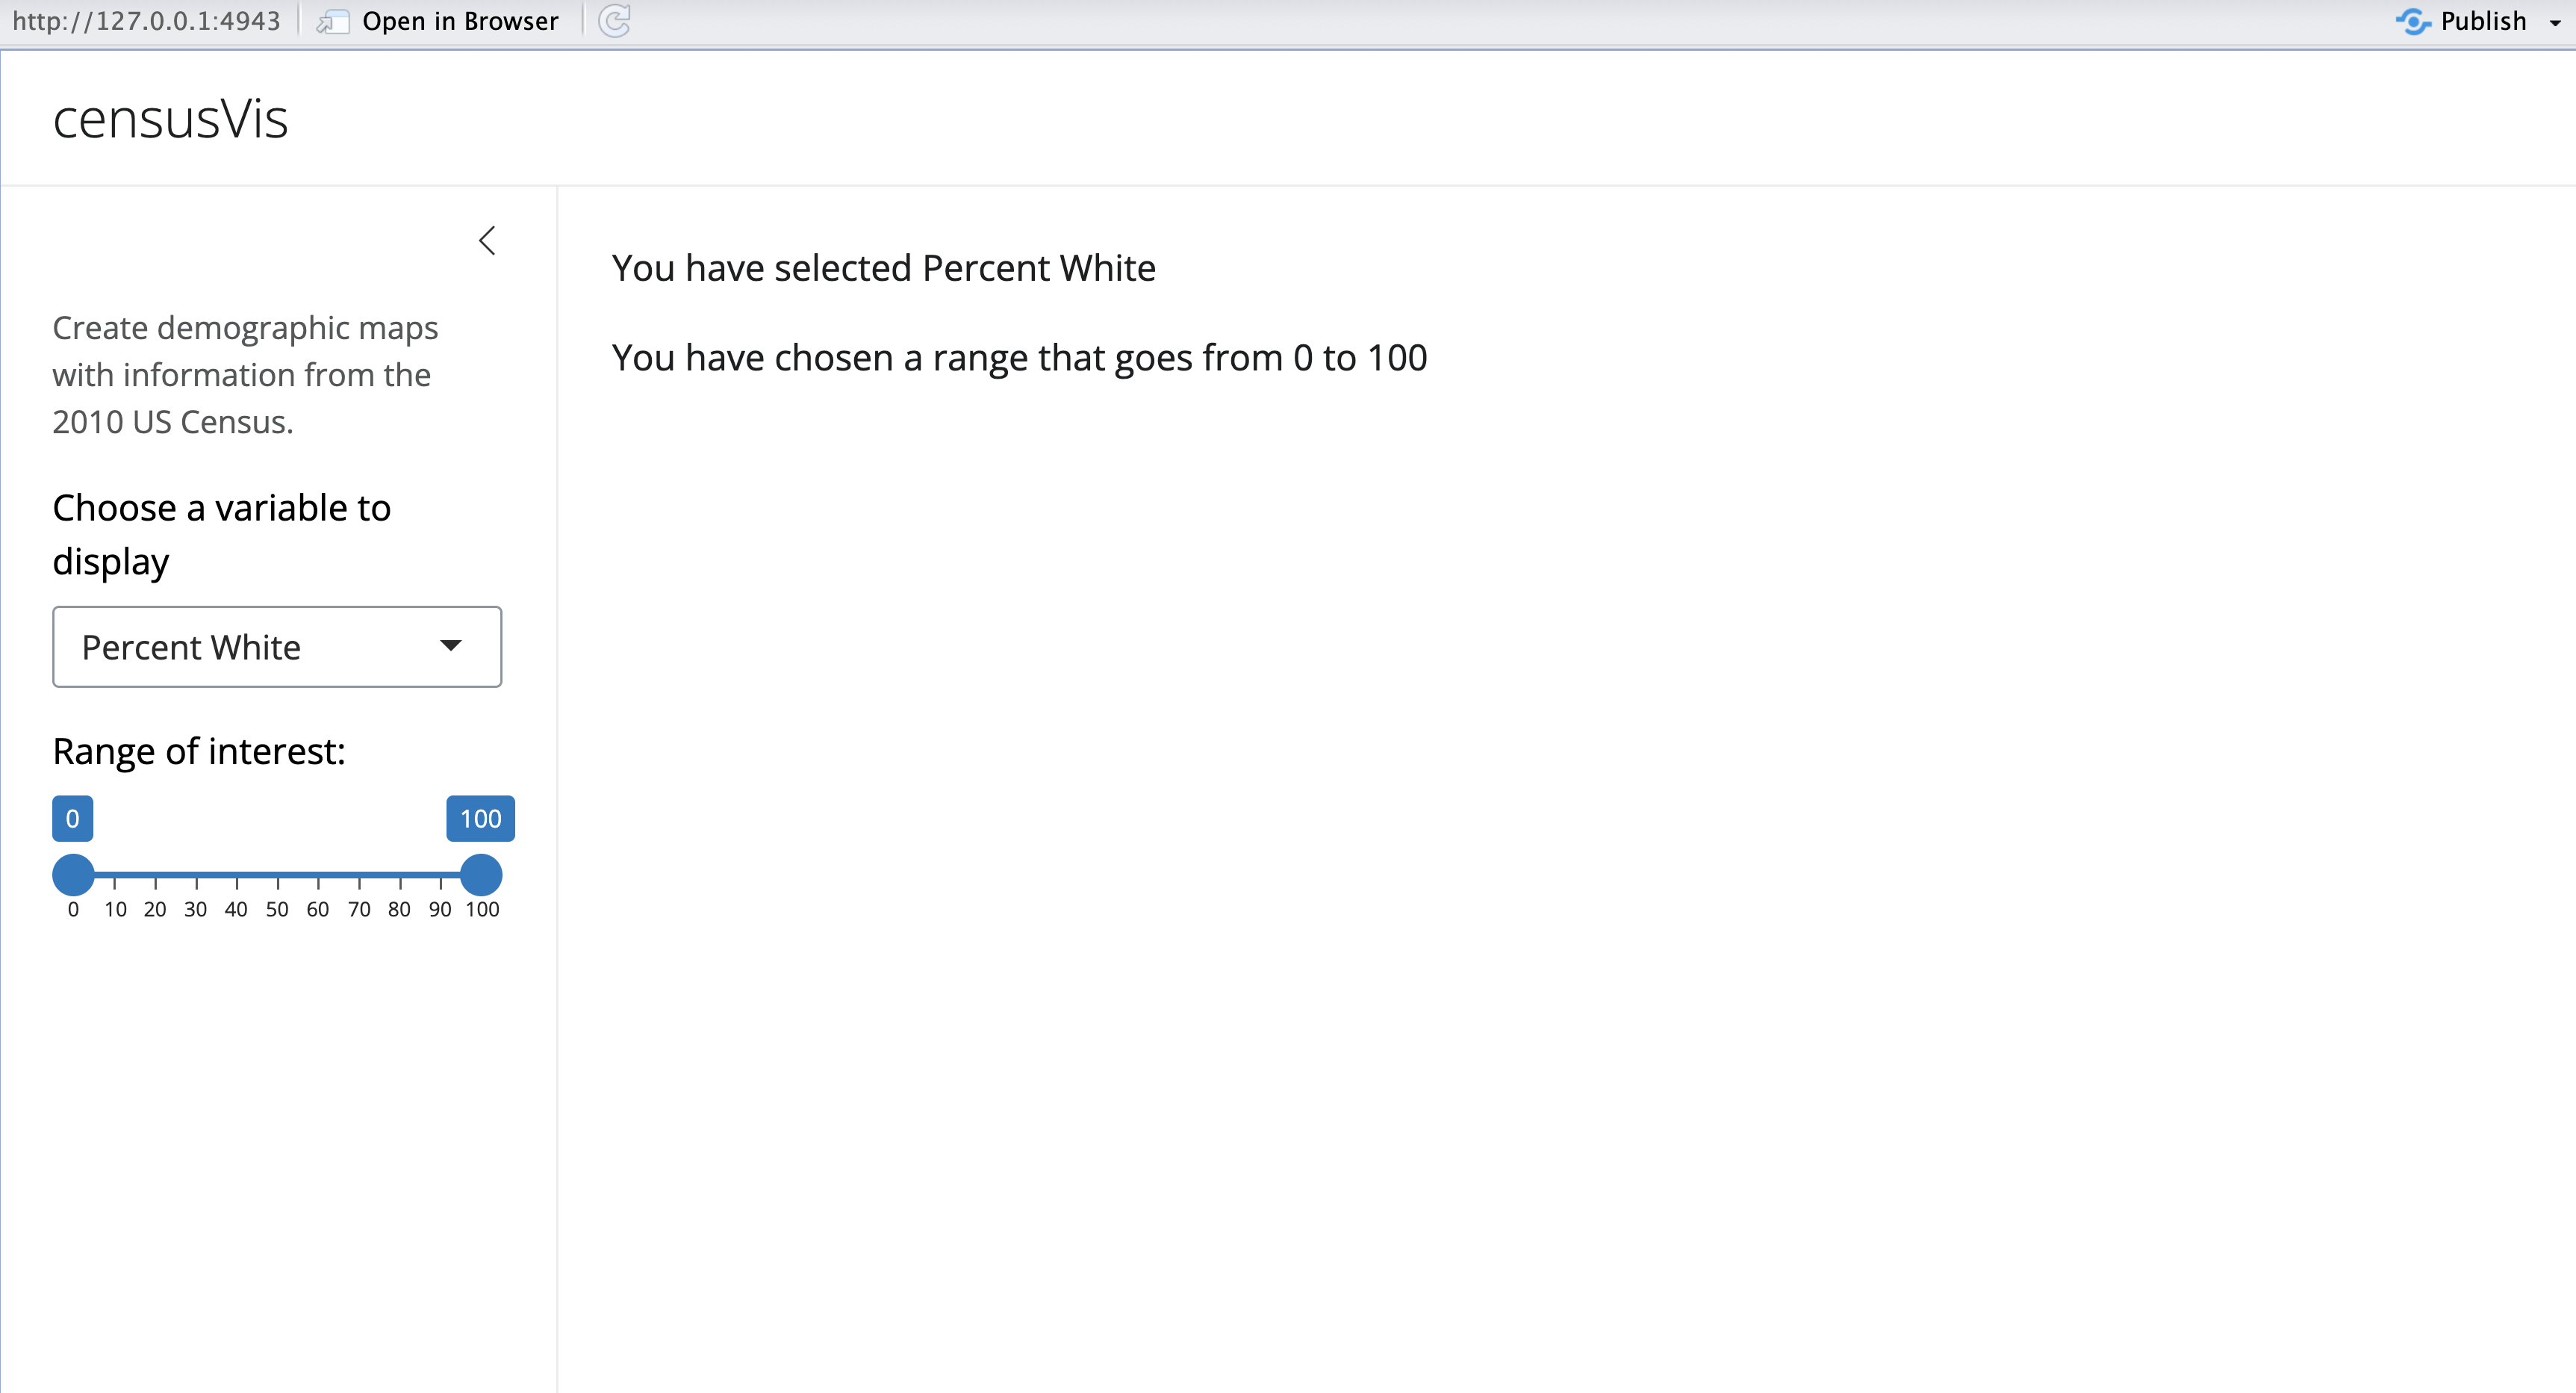 http://127.0.0.1:4943 Open in Browser Publish
censusVis
Create demographic maps
with information from the
2010 US Census.
Choose a variable to
display
Percent White
Range of interest:
0 100
0 10 20 30 40 50 60 70 80 90 100
You have selected Percent White
You have chosen a range that goes from 0 to 100